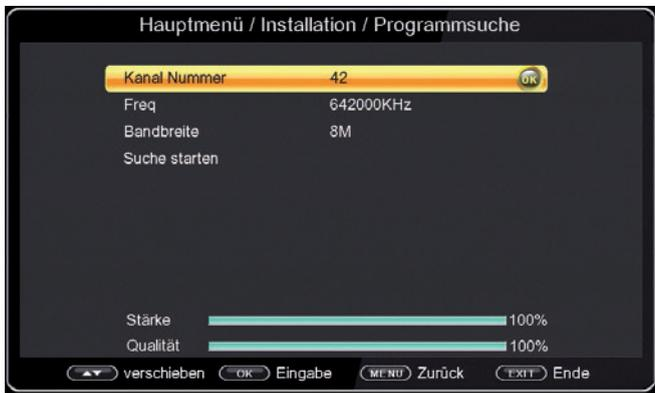 Hauptmenü / Installation / Programmsuche
Kanal Nummer 42 OK
Freq 642000KHz
Bandbreite 8M
Suche starten
Stärke 100%
Qualität 100%
verschieben OK Eingabe MENU Zurück EXIT Ende